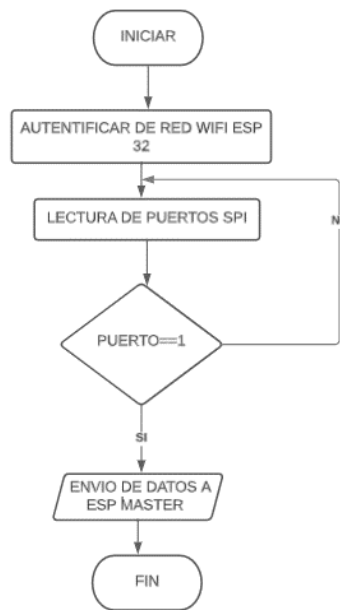 INICIAR
AUTENTIFICAR DE RED WIFI ESP
32
LECTURA DE PUERTOS SPI
N
PUERTO==1
SI
ENVIO DE DATOS A
ESP MASTER
FIN